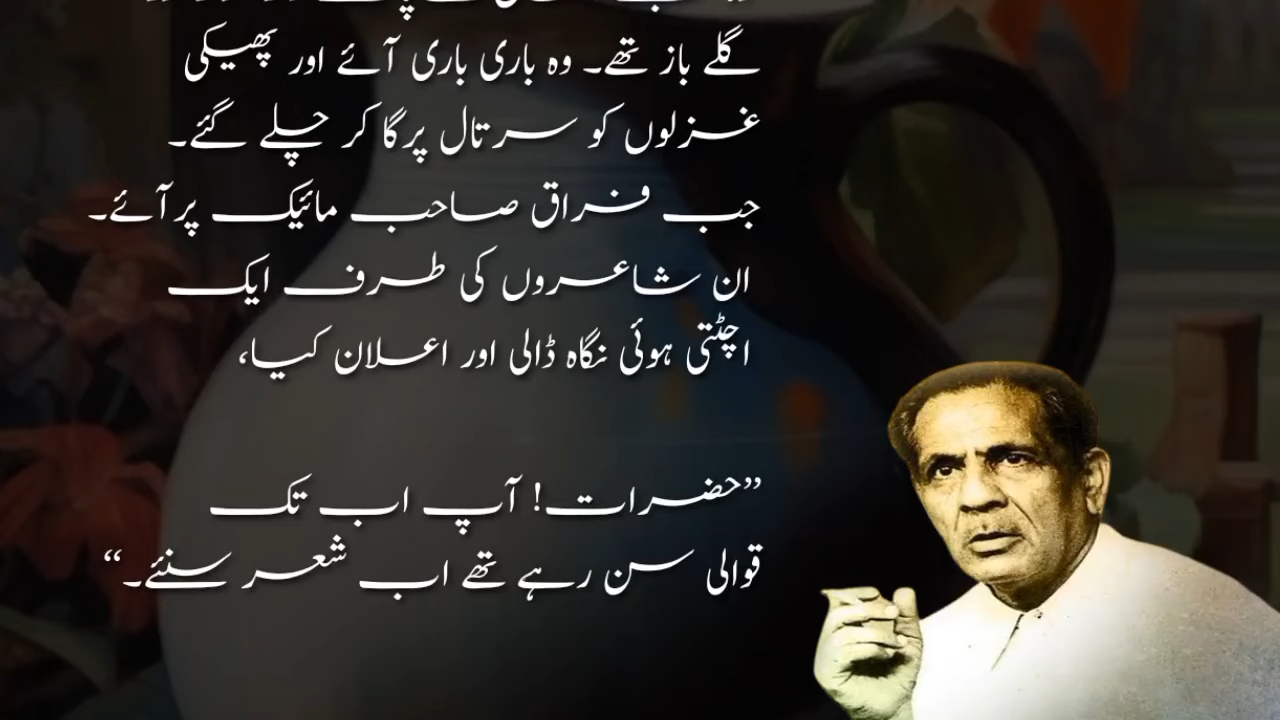 گلے باز تھے۔ وہ باری باری آئے اور پھیکی
غزلوں کو سر تال پر گا کر چلے گئے۔
جب فراق صاحب مائیک پر آئے۔
ان شاعروں کی طرف ایک
اچٹتی ہوئی نگاہ ڈالی اور اعلان کیا،
”حضرات! آپ اب تک
قوالی سن رہے تھے اب شعر سنئے۔“